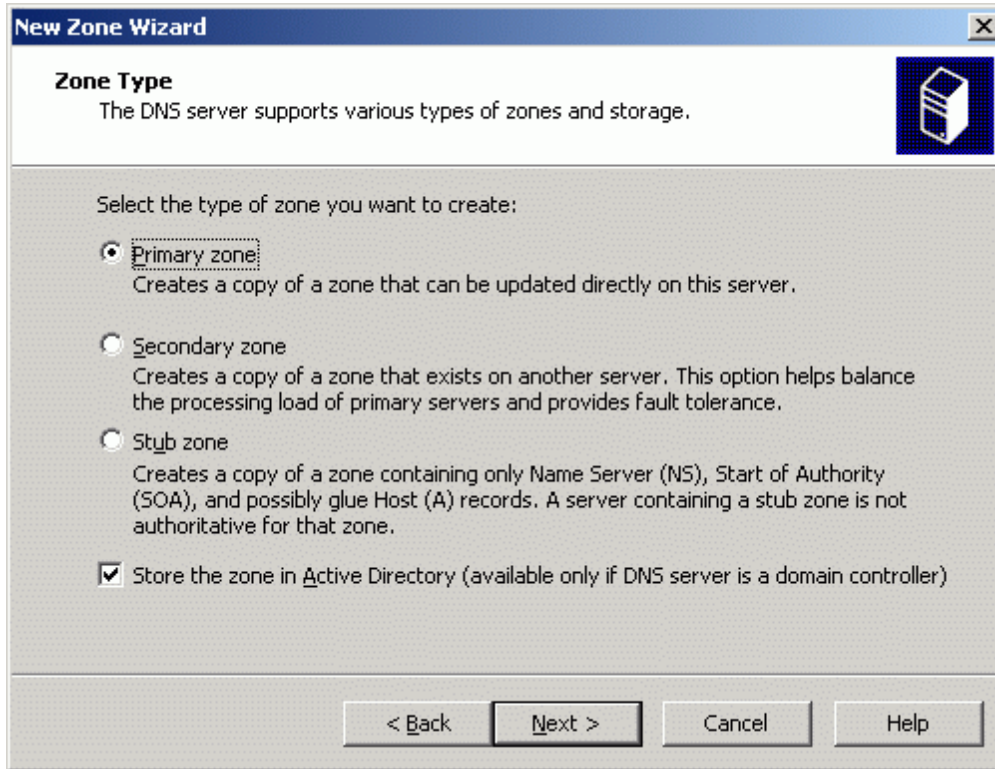 New Zone Wizard
Zone Type
The DNS server supports various types of zones and storage.
Select the type of zone you want to create:
Primary zone
Creates a copy of a zone that can be updated directly on this server.
Secondary zone
Creates a copy of a zone that exists on another server. This option helps balance
the processing load of primary servers and provides fault tolerance.
Stub zone
Creates a copy of a zone containing only Name Server (NS), Start of Authority
(SOA), and possibly glue Host (A) records. A server containing a stub zone is not
authoritative for that zone.
Store the zone in Active Directory (available only if DNS server is a domain controller)
< Back Next > Cancel Help